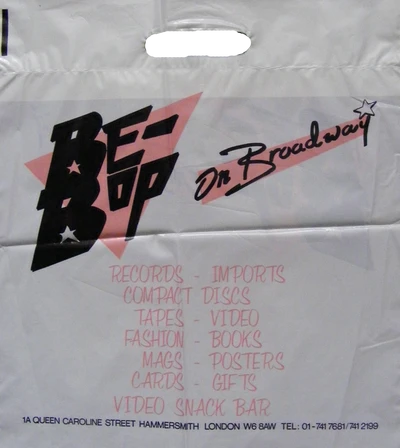 BE-BOP
on Broadway
RECORDS - IMPORTS
COMPACT DISCS
TAPES - VIDEO
FASHION - BOOKS
MAGS - POSTERS
CARDS - GIFTS
VIDEO SNACK BAR
1A QUEEN CAROLINE STREET HAMMERSMITH LONDON W6 8AW TEL: 01-741 7681/741 2199